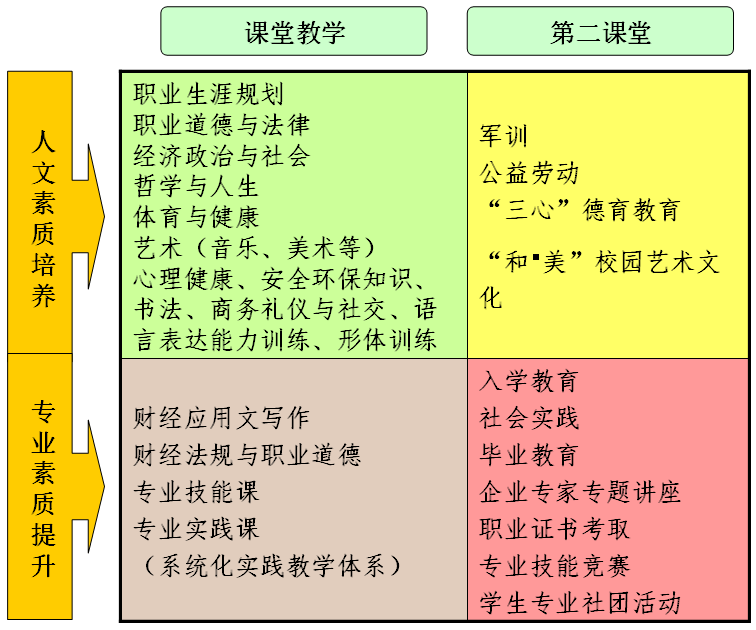 课堂教学
第二课堂
人文素质培养
职业生涯规划
职业道德与法律
经济政治与社会
哲学与人生
体育与健康
艺术（音乐、美术等）
心理健康、安全环保知识、
书法、商务礼仪与社交、语
言表达能力训练、形体训练
军训
公益劳动
“三心”德育教育
“和▪美”校园艺术文
化
专业素质提升
财经应用文写作
财经法规与职业道德
专业技能课
专业实践课
（系统化实践教学体系）
入学教育
社会实践
毕业教育
企业专家专题讲座
职业证书考取
专业技能竞赛
学生专业社团活动